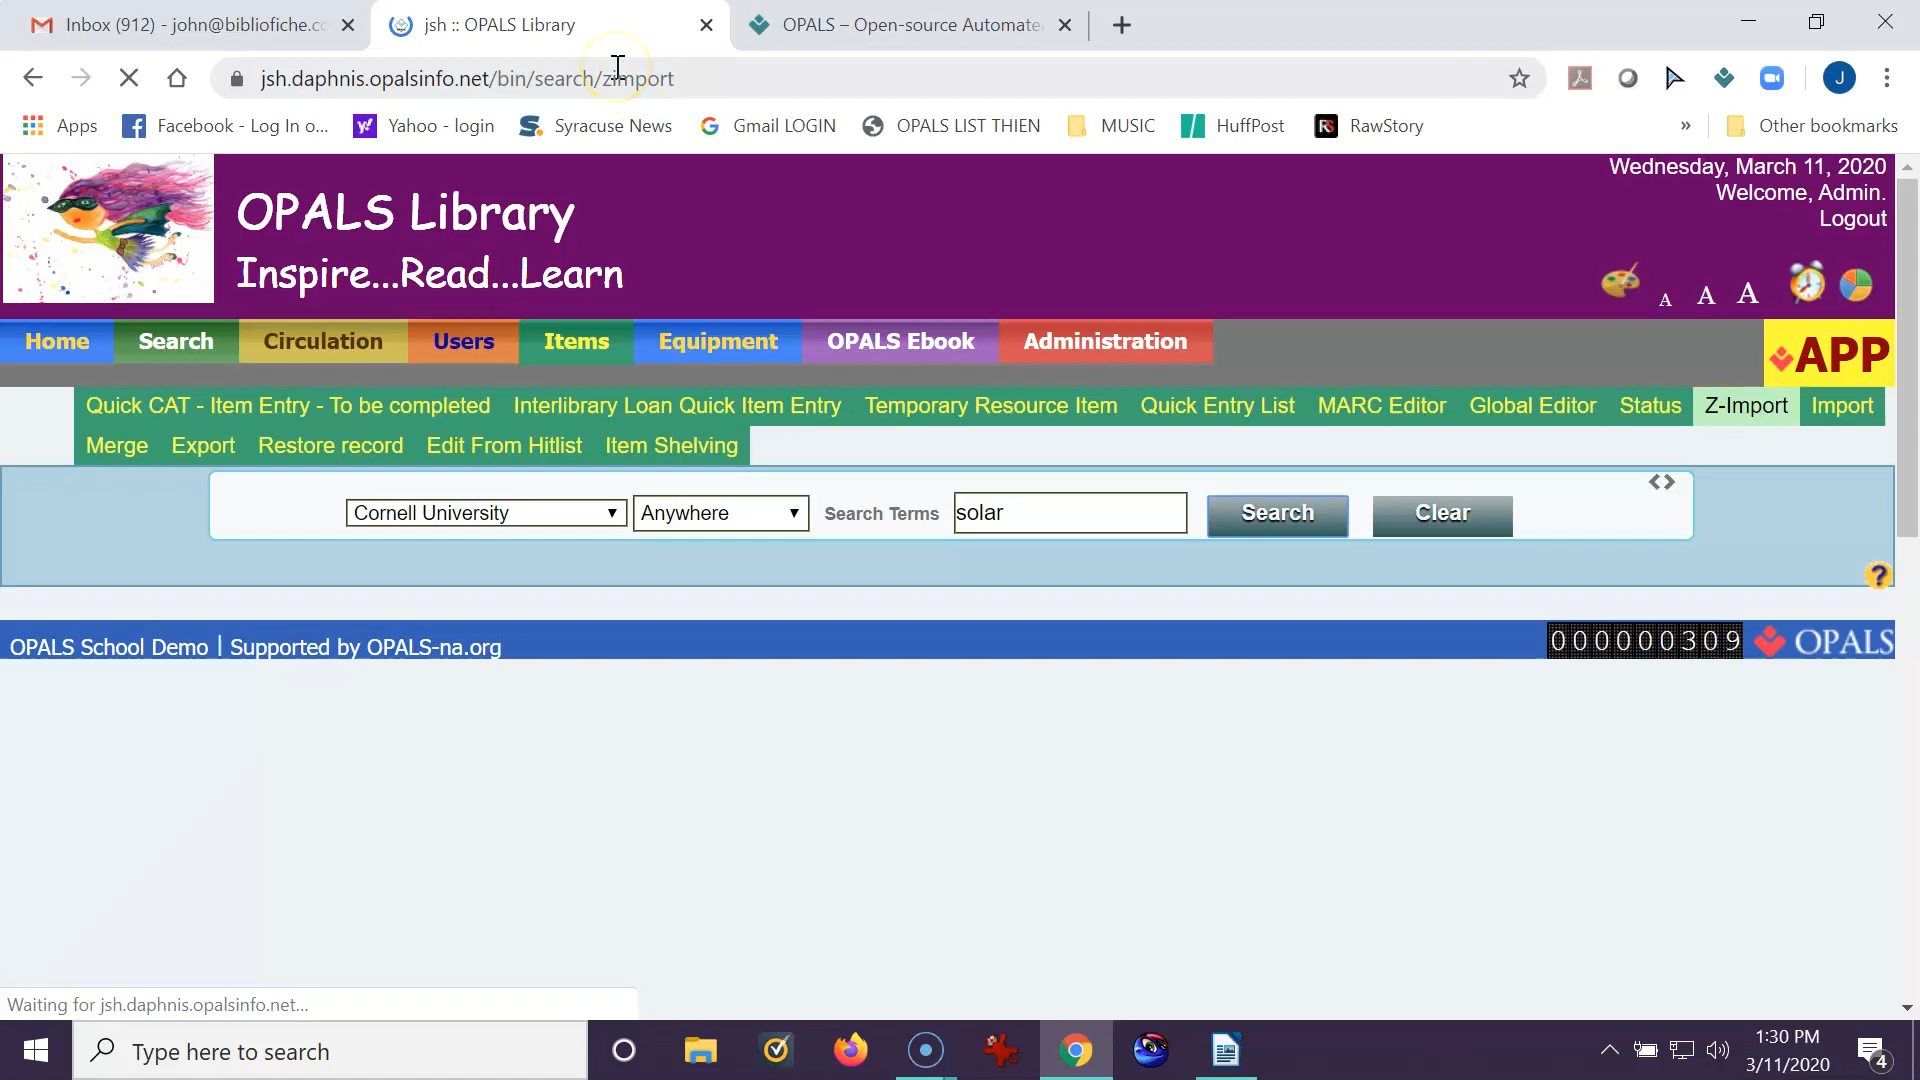 Inbox (912) - john@bibliofiche.co
jsh :: OPALS Library
OPALS – Open-source Automate
jsh.daphnis.opalsinfo.net/bin/search/zimport
J
Apps
Facebook - Log In o...
Yahoo - login
Syracuse News
Gmail LOGIN
OPALS LIST THIEN
MUSIC
HuffPost
RawStory
»
Other bookmarks
OPALS Library
Inspire...Read...Learn
Wednesday, March 11, 2020
Welcome, Admin.
Logout
A A A
Home Search Circulation Users Items Equipment OPALS Ebook Administration
APP
Quick CAT - Item Entry - To be completed Interlibrary Loan Quick Item Entry Temporary Resource Item Quick Entry List MARC Editor Global Editor Status Z-Import Import
Merge Export Restore record Edit From Hitlist Item Shelving
Cornell University Anywhere Search Terms solar Search Clear
?
OPALS School Demo | Supported by OPALS-na.org
000000309 OPALS
Waiting for jsh.daphnis.opalsinfo.net...
Type here to search
1:30 PM
3/11/2020
4